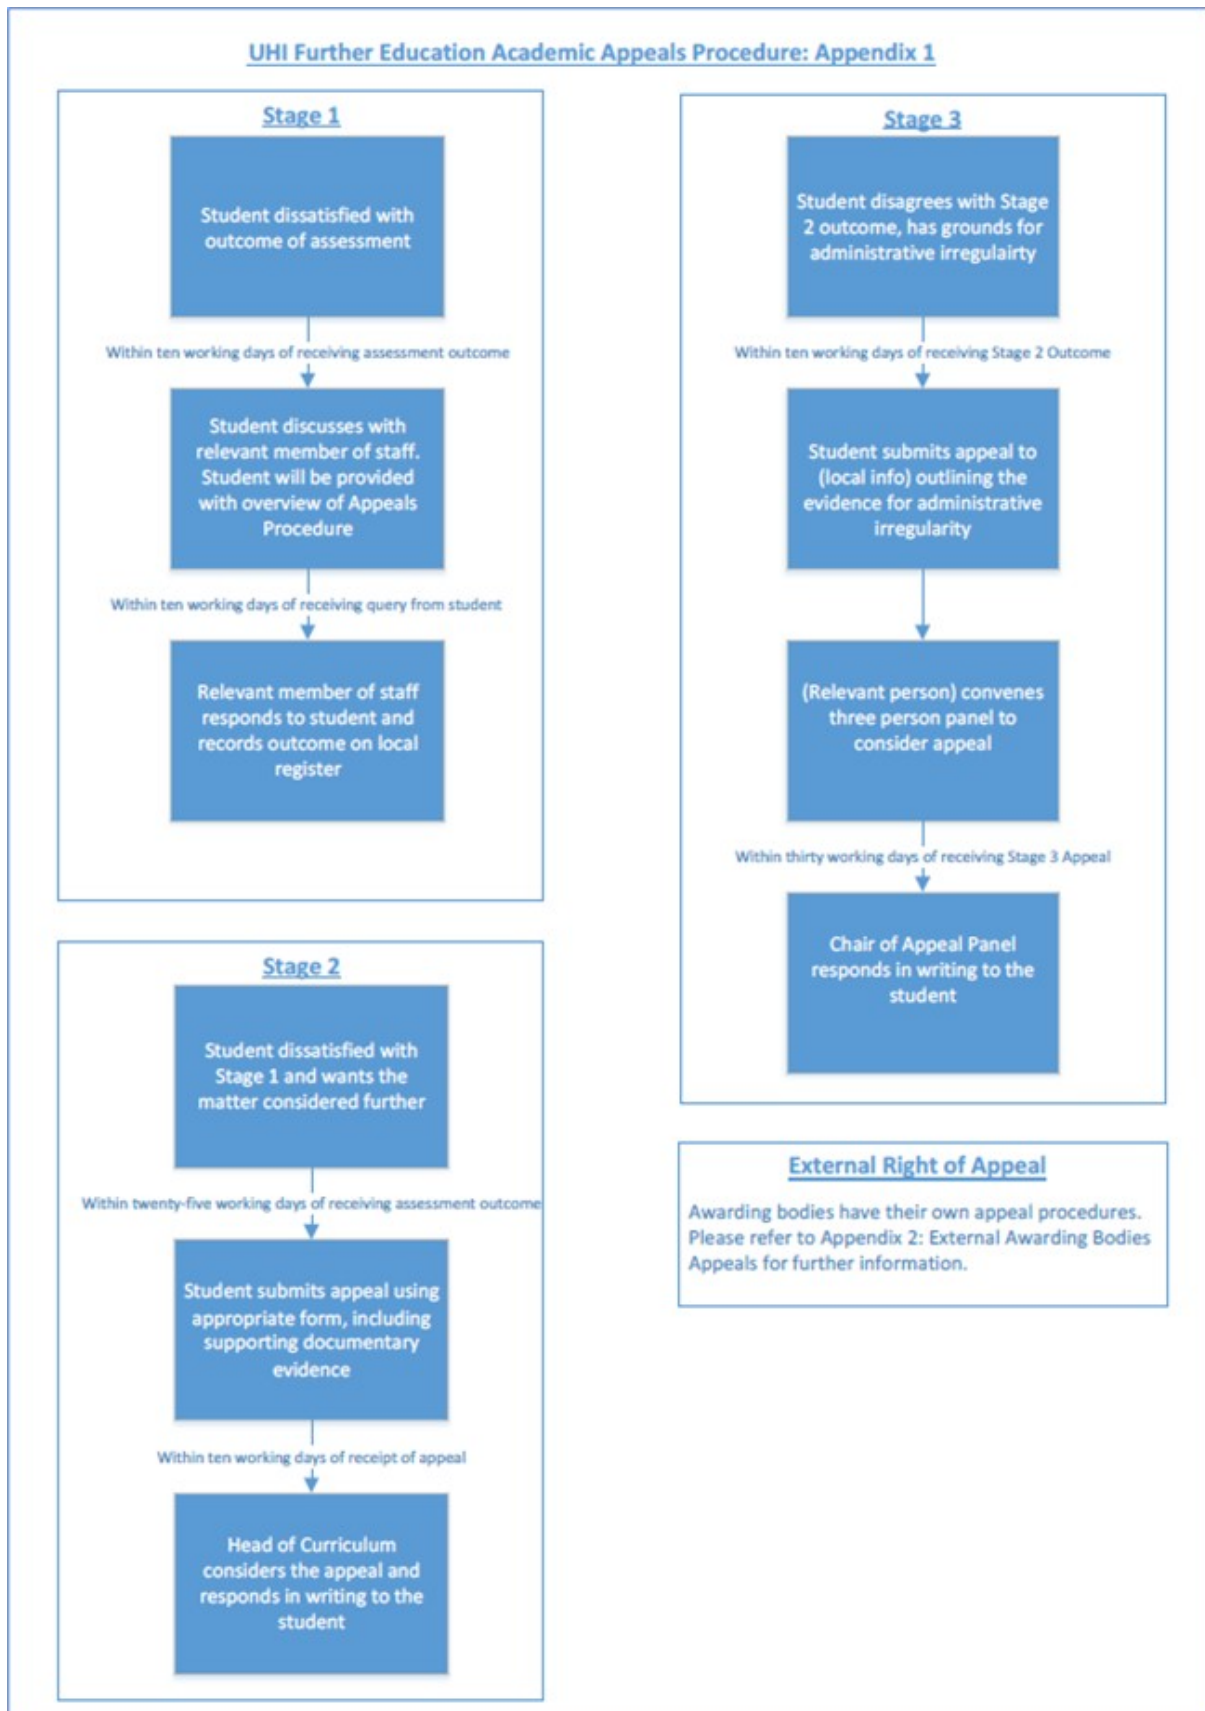 UHI Further Education Academic Appeals Procedure: Appendix 1
Stage 1
Student dissatisfied with
outcome of assessment
Within ten working days of receiving assessment outcome
Student discusses with
relevant member of staff.
Student will be provided
with overview of Appeals
Procedure
Within ten working days of receiving query from student
Relevant member of staff
responds to student and
records outcome on local
register
Stage 2
Student dissatisfied with
Stage 1 and wants the
matter considered further
Within twenty-five working days of receiving assessment outcome
Student submits appeal using
appropriate form, including
supporting documentary
evidence
Within ten working days of receipt of appeal
Head of Curriculum
considers the appeal and
responds in writing to the
student
Stage 3
Student disagrees with Stage
2 outcome, has grounds for
administrative irregulairty
Within ten working days of receiving Stage 2 Outcome
Student submits appeal to
(local info) outlining the
evidence for administrative
irregularity
(Relevant person) convenes
three person panel to
consider appeal
Within thirty working days of receiving Stage 3 Appeal
Chair of Appeal Panel
responds in writing to the
student
External Right of Appeal
Awarding bodies have their own appeal procedures.
Please refer to Appendix 2: External Awarding Bodies
Appeals for further information.